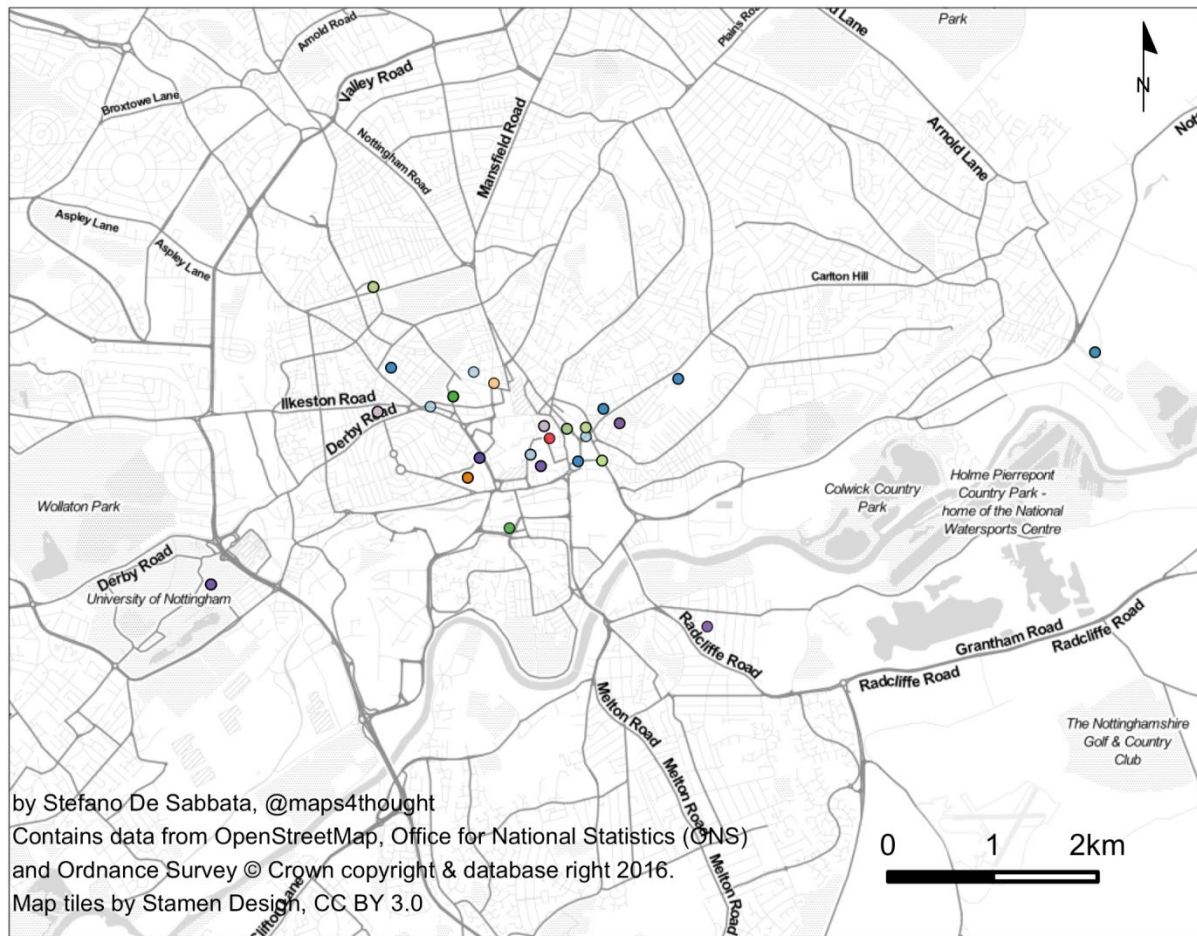 Park
d Lane
Plains Ro
Arnold Road
Valley Road
N
Broxtowe Lane
Mansfield Road
Arnold Lane
Nottingham Road
Aspley Lane
Aspley Lane
Carlton Hill
Ilkeston Road
Derby Road
Wollaton Park
Colwick Country
Park
Holme Pierrepont
Country Park -
home of the National
Watersports Centre
Derby Road
University of Nottingham
Radcliffe Road
Grantham Road
Radcliffe Road
Radcliffe Road
Melton Road
The Nottinghamshire
Golf & Country
Club
Melton Road
by Stefano De Sabbata, @maps4thought
Contains data from OpenStreetMap, Office for National Statistics (ONS)
and Ordnance Survey © Crown copyright & database right 2016.
Map tiles by Stamen Design, CC BY 3.0
Melton Road
Clifton Lane
0 1 2km